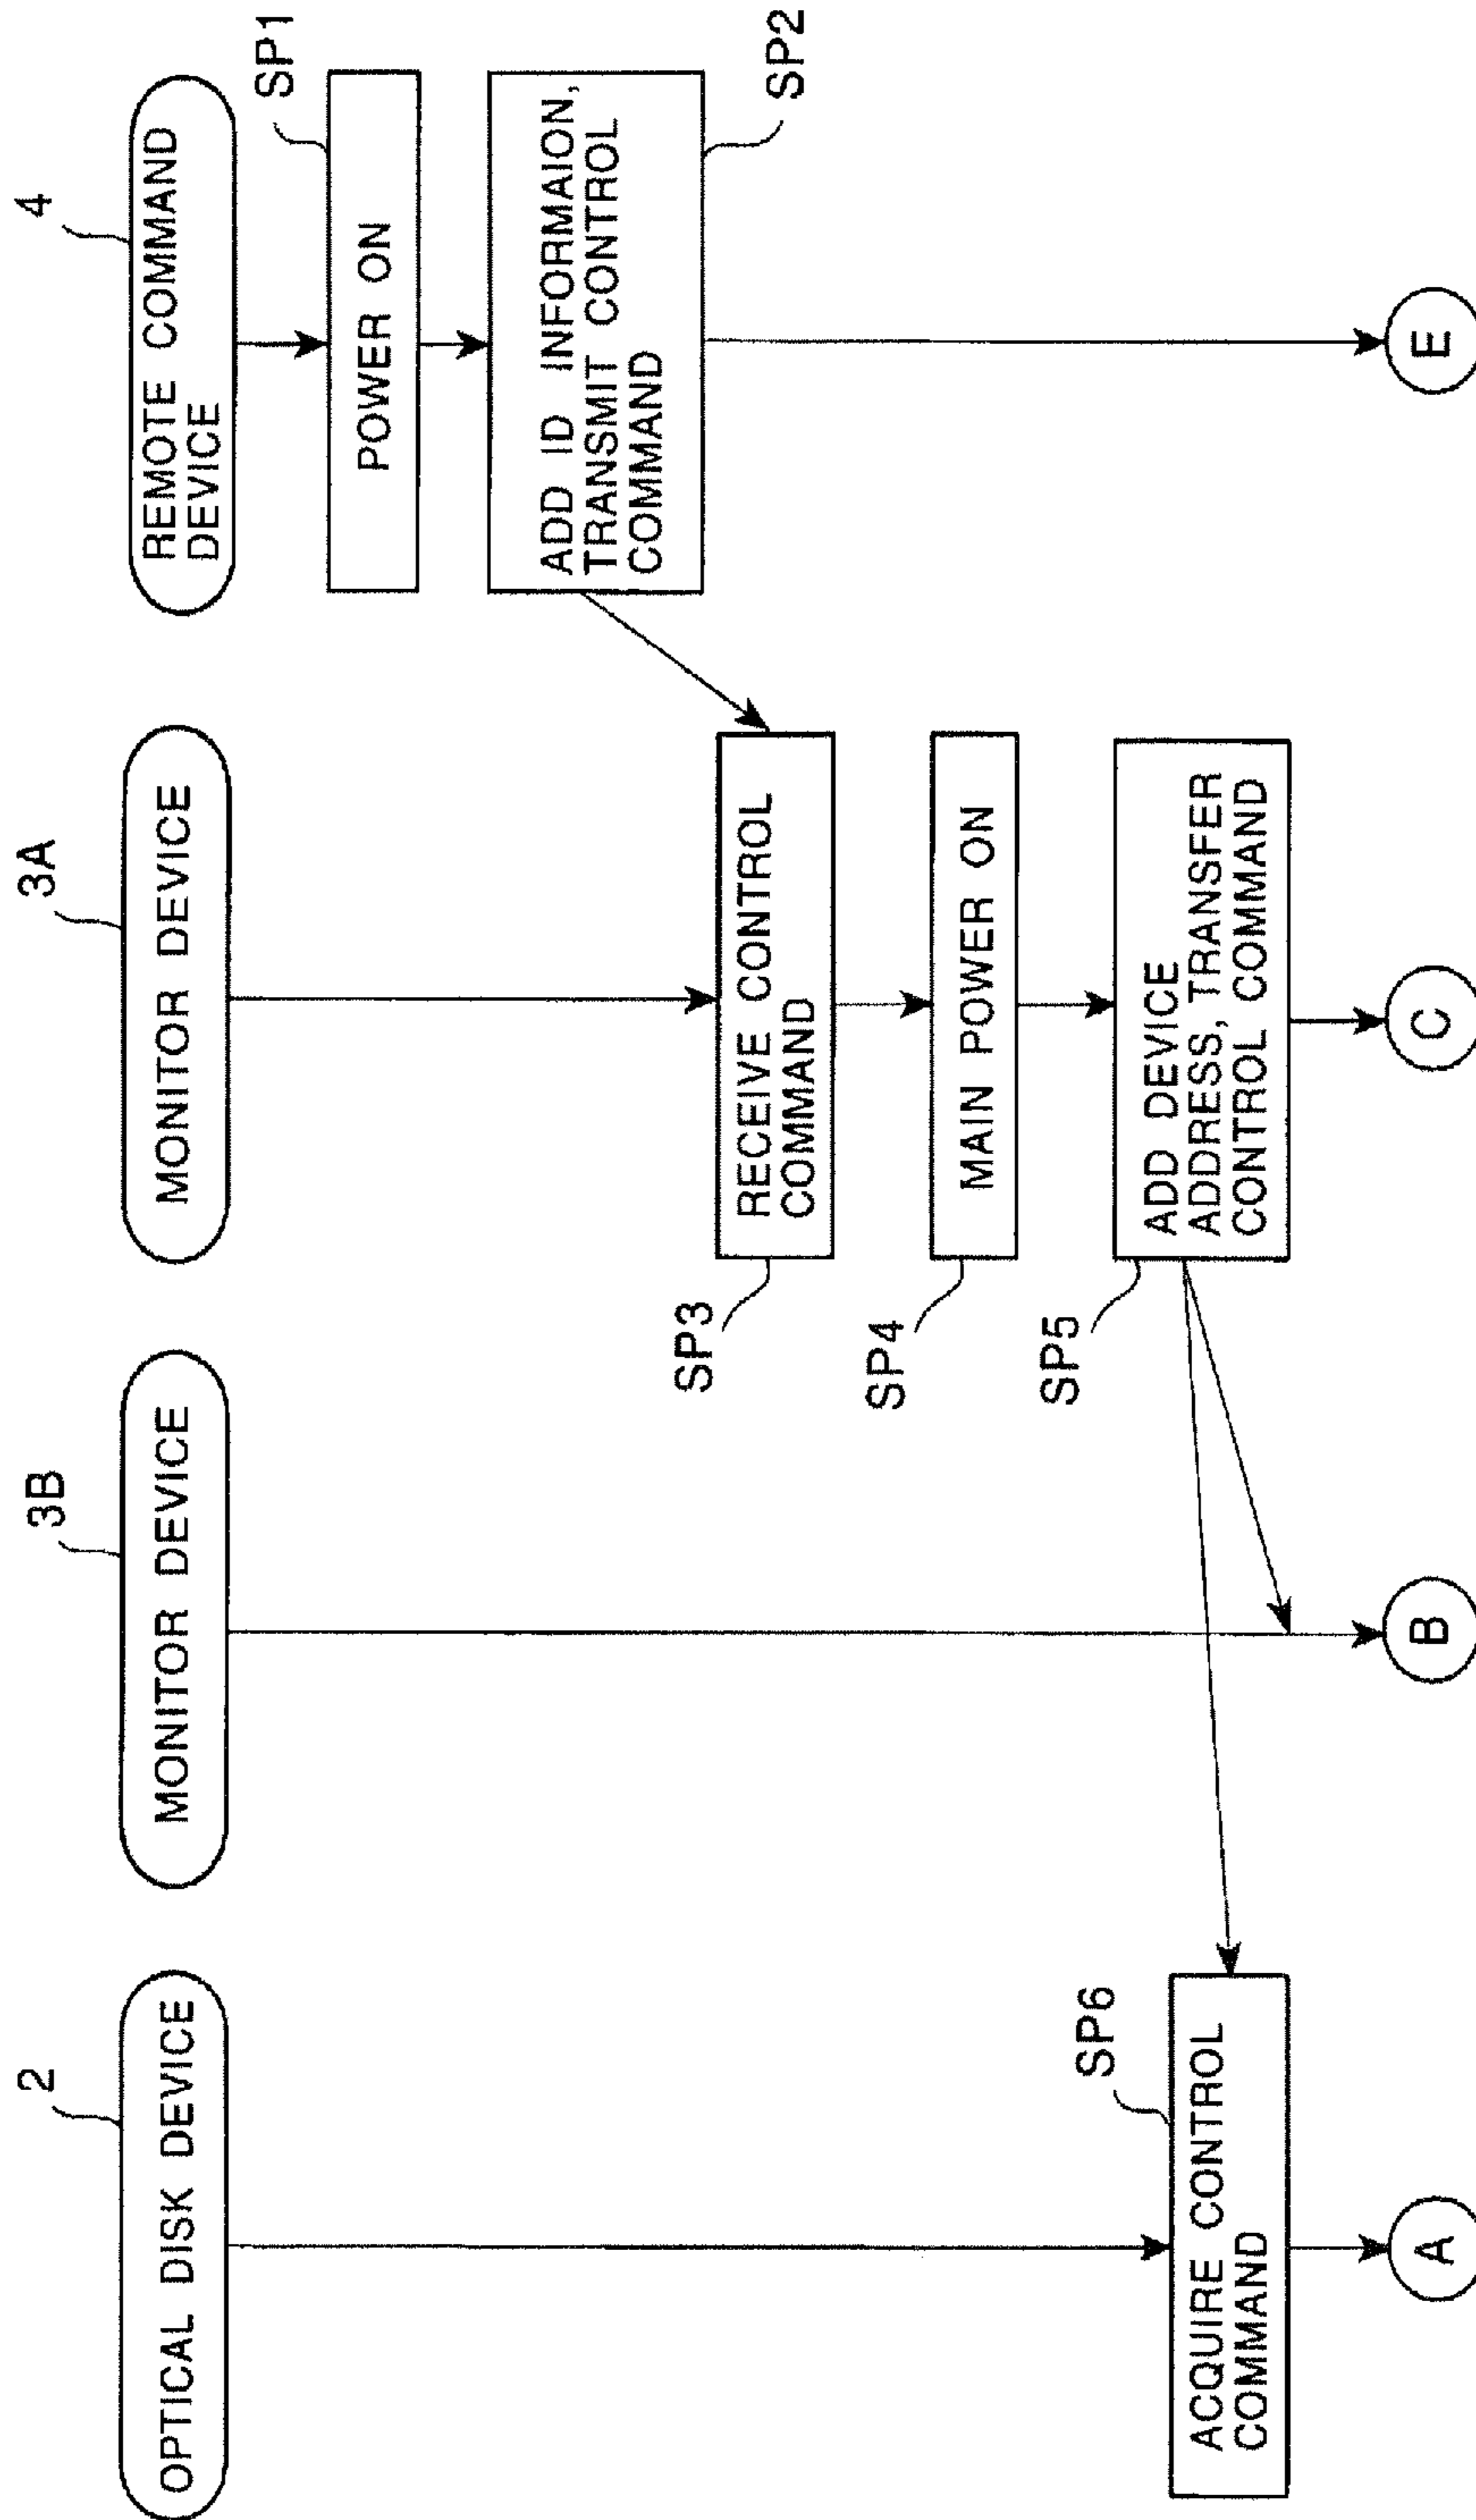 2
OPTICAL DISK DEVICE
3B
MONITOR DEVICE
3A
MONITOR DEVICE
4
REMOTE COMMAND
DEVICE
POWER ON
SP1
ADD ID INFORMAION,
TRANSMIT CONTROL
COMMAND
SP2
SP3
RECEIVE CONTROL
COMMAND
SP4
MAIN POWER ON
SP5
ADD DEVICE
ADDRESS, TRANSFER
CONTROL COMMAND
SP6
ACQUIRE CONTROL
COMMAND
A
B
C
E